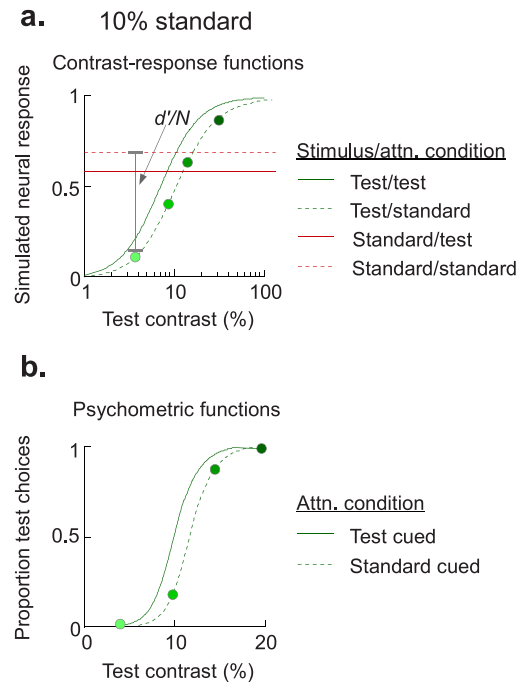 a.
10% standard
Contrast-response functions
Simulated neural response
1
0.5
0
d'/N
1
10
100
Test contrast (%)
Stimulus/attn. condition
Test/test
Test/standard
Standard/test
Standard/standard
b.
Psychometric functions
Proportion test choices
1
0.5
0
0
10
20
Test contrast (%)
Attn. condition
Test cued
Standard cued